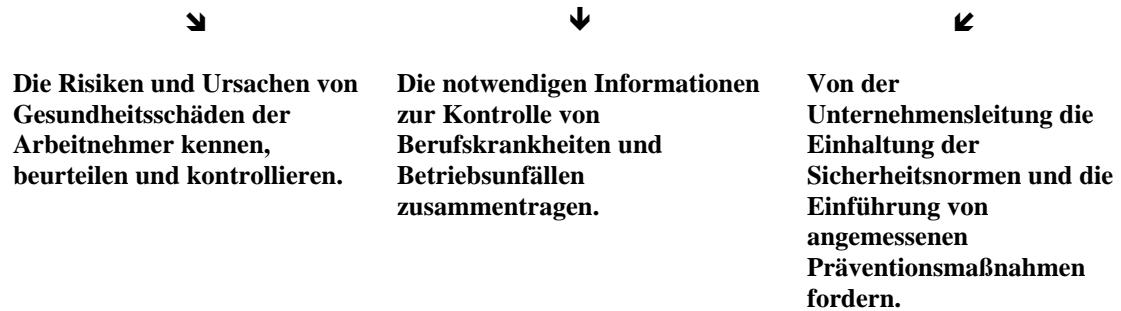 Die Risiken und Ursachen von
Gesundheitsschäden der
Arbeitnehmer kennen,
beurteilen und kontrollieren.
Die notwendigen Informationen
zur Kontrolle von
Berufskrankheiten und
Betriebsunfällen
zusammentragen.
Von der
Unternehmensleitung die
Einhaltung der
Sicherheitsnormen und die
Einführung von
angemessenen
Präventionsmaßnahmen
fordern.